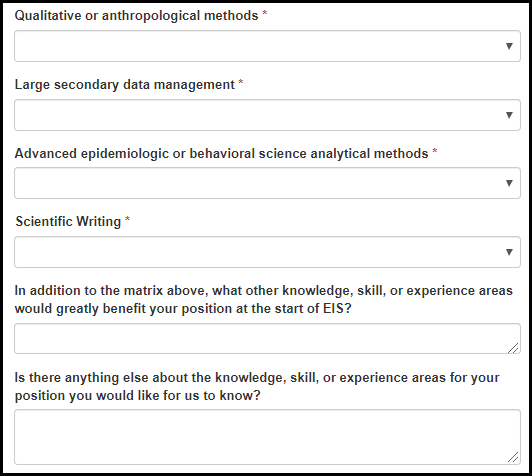 Qualitative or anthropological methods *
Large secondary data management *
Advanced epidemiologic or behavioral science analytical methods *
Scientific Writing *
In addition to the matrix above, what other knowledge, skill, or experience areas
would greatly benefit your position at the start of EIS?
Is there anything else about the knowledge, skill, or experience areas for your
position you would like for us to know?